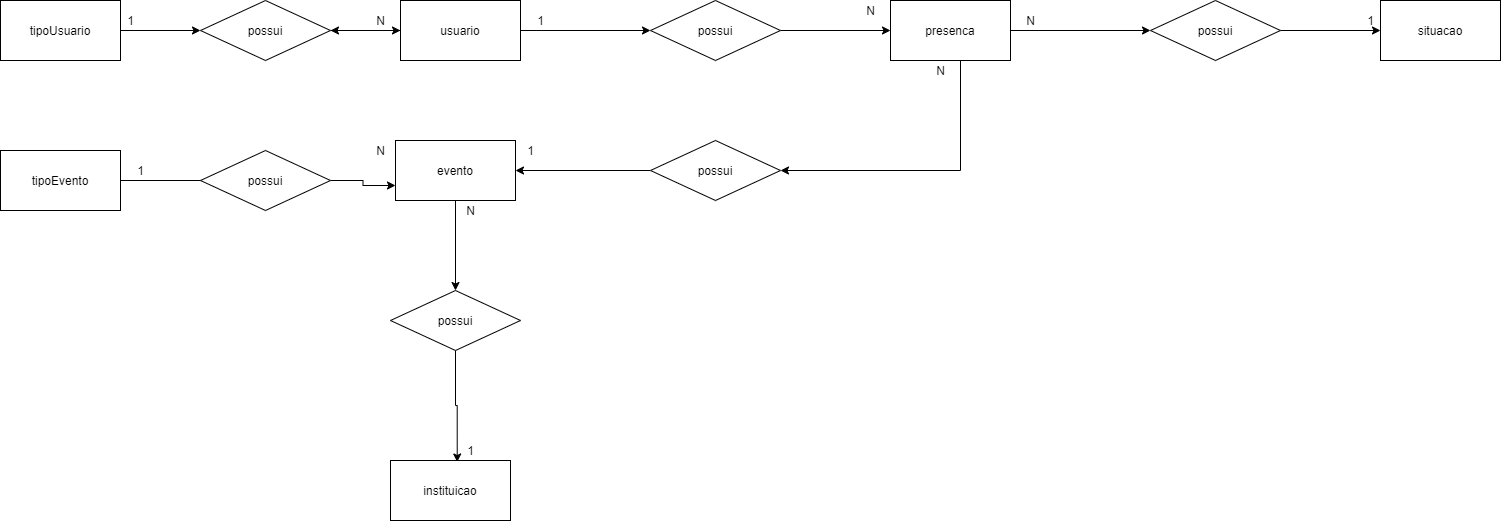 tipoUsuario 1 possui N usuario 1 possui N presenca N possui 1 situacao
N
tipoEvento 1 possui N evento 1 possui
N
possui
1
instituicao